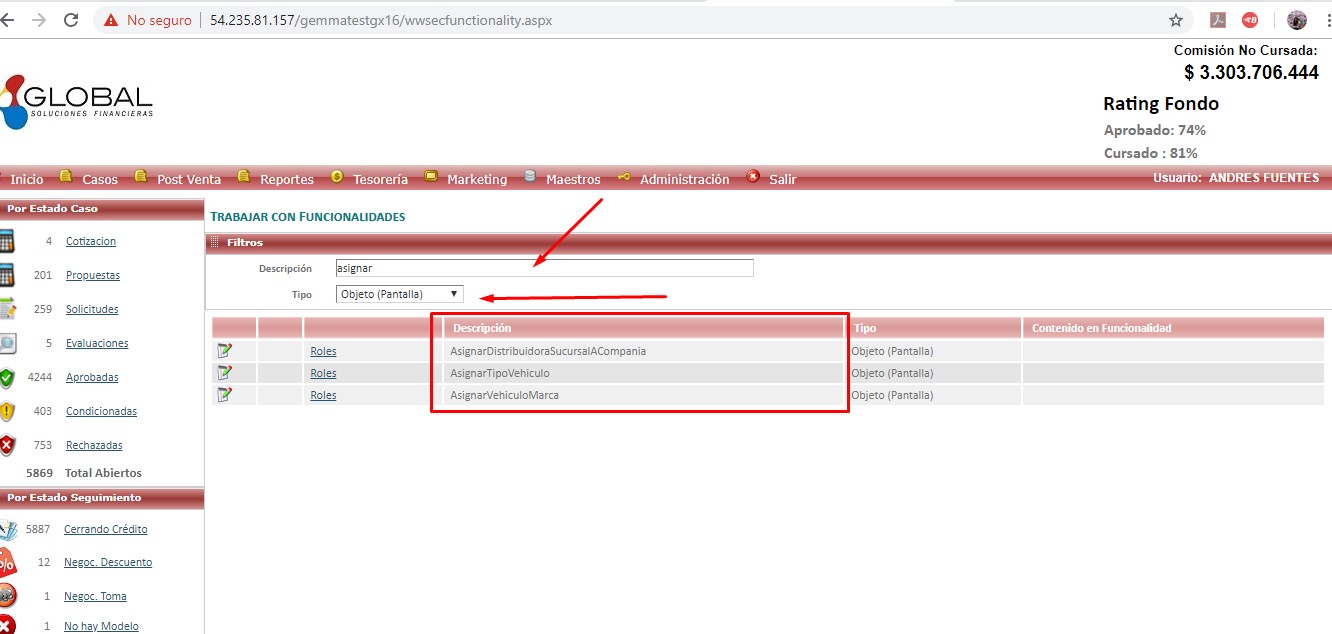 No seguro | 54.235.81.157/gemmatestgx16/wwsecfunctionality.aspx
Comisión No Cursada:
$ 3.303.706.444
GLOBAL
SOLUCIONES FINANCIERAS
Rating Fondo
Aprobado: 74%
Cursado : 81%
Inicio Casos Post Venta Reportes Tesorería Marketing Maestros Administración Salir Usuario: ANDRES FUENTES
Por Estado Caso
4 Cotizacion
201 Propuestas
259 Solicitudes
5 Evaluaciones
4244 Aprobadas
403 Condicionadas
753 Rechazadas
5869 Total Abiertos
Por Estado Seguimiento
5887 Cerrando Crédito
12 Negoc. Descuento
1 Negoc. Toma
1 No hay Modelo
TRABAJAR CON FUNCIONALIDADES
Filtros
Descripción asignar
Tipo Objeto (Pantalla)
Descripción Tipo Contenido en Funcionalidad
Roles AsignarDistribuidoraSucursalACompania Objeto (Pantalla)
Roles AsignarTipoVehiculo Objeto (Pantalla)
Roles AsignarVehiculoMarca Objeto (Pantalla)